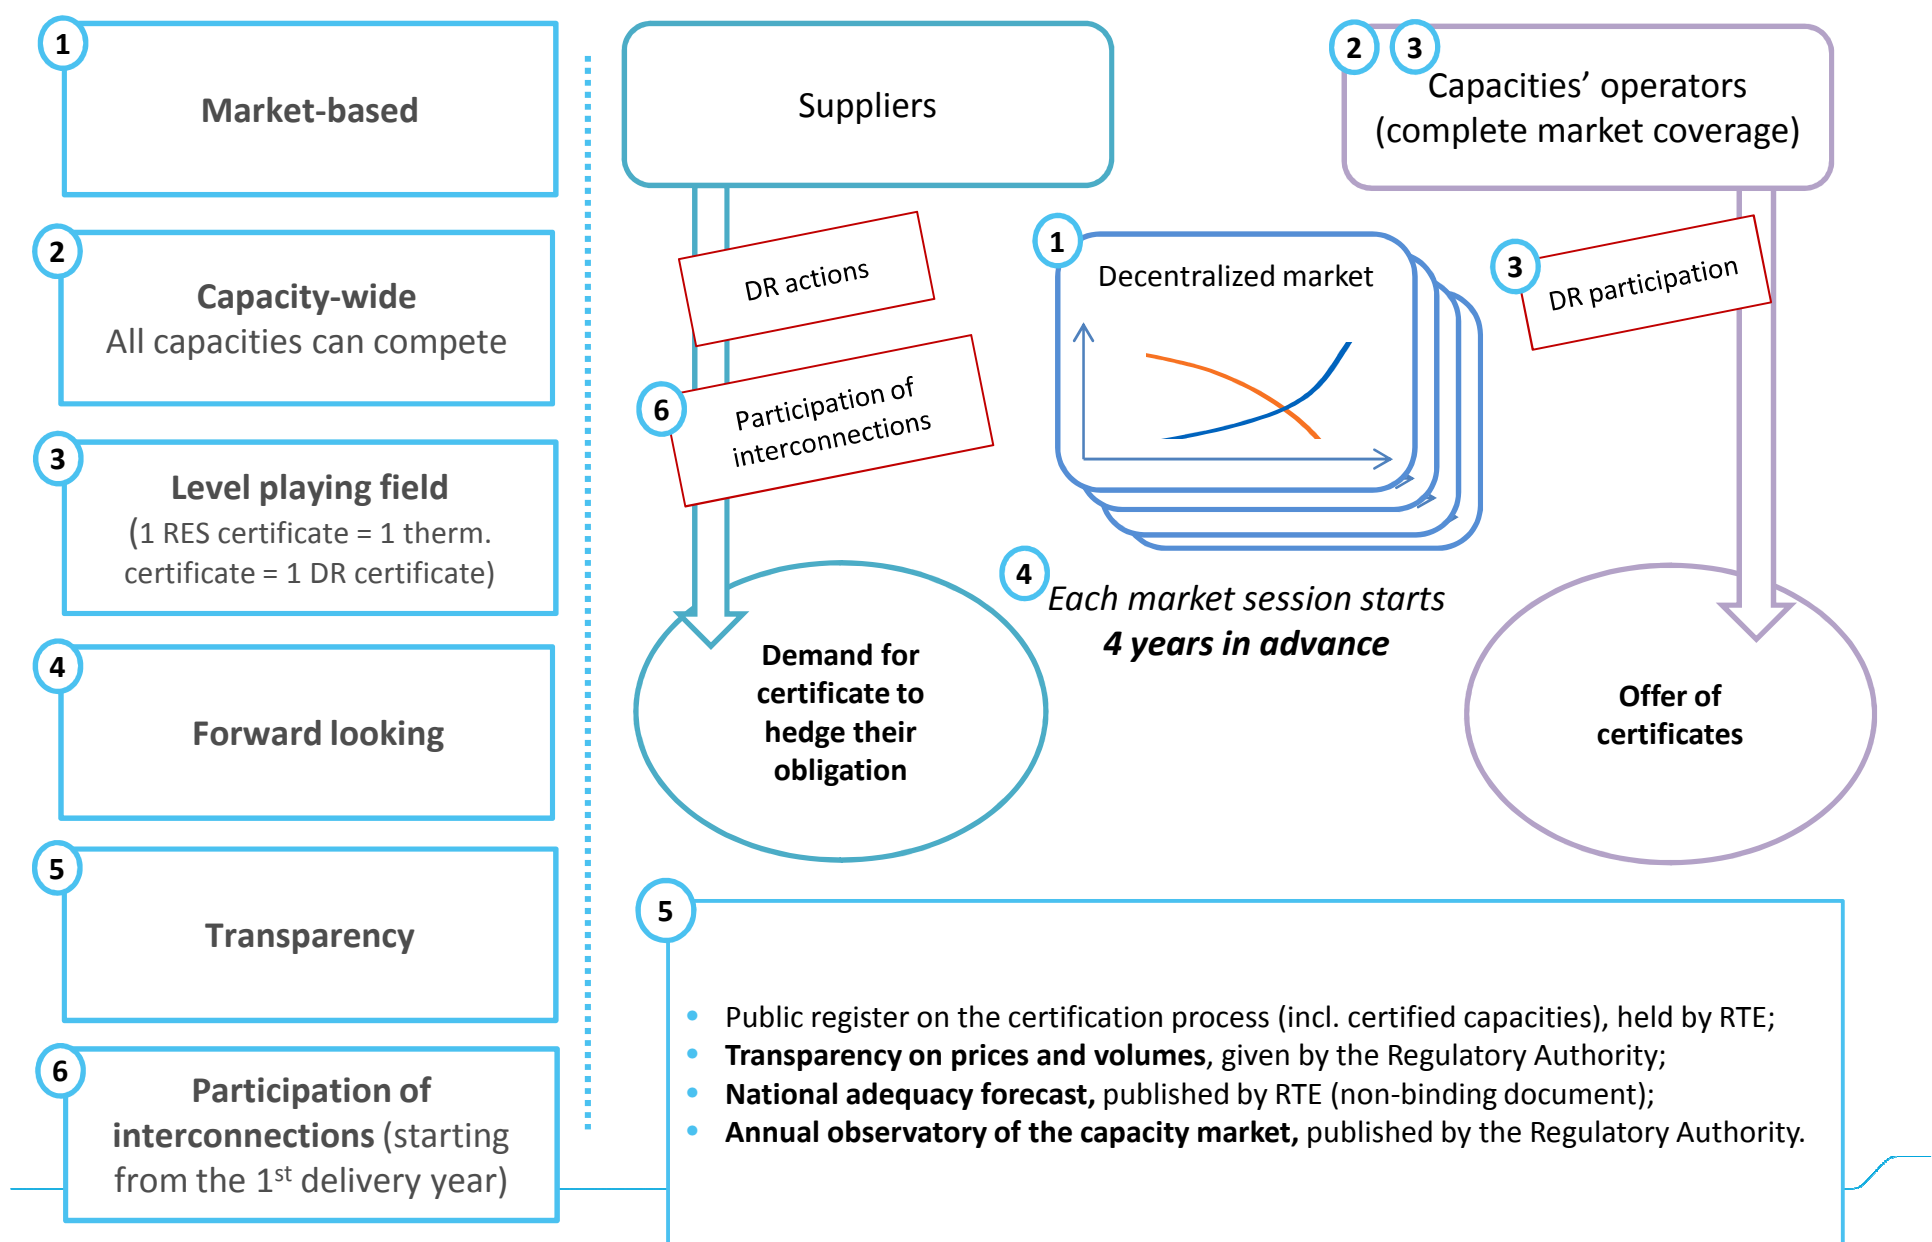 1
Market-based
2
Capacity-wide
All capacities can compete
3
Level playing field
(1 RES certificate = 1 therm.
certificate = 1 DR certificate)
4
Forward looking
5
Transparency
6
Participation of
interconnections (starting
from the 1st delivery year)
Suppliers
DR actions
6
Participation of
interconnections
Demand for
certificate to
hedge their
obligation
1
Decentralized market
4
Each market session starts
4 years in advance
2 3
Capacities’ operators
(complete market coverage)
3
DR participation
Offer of
certificates
5
• Public register on the certification process (incl. certified capacities), held by RTE;
• Transparency on prices and volumes, given by the Regulatory Authority;
• National adequacy forecast, published by RTE (non-binding document);
• Annual observatory of the capacity market, published by the Regulatory Authority.